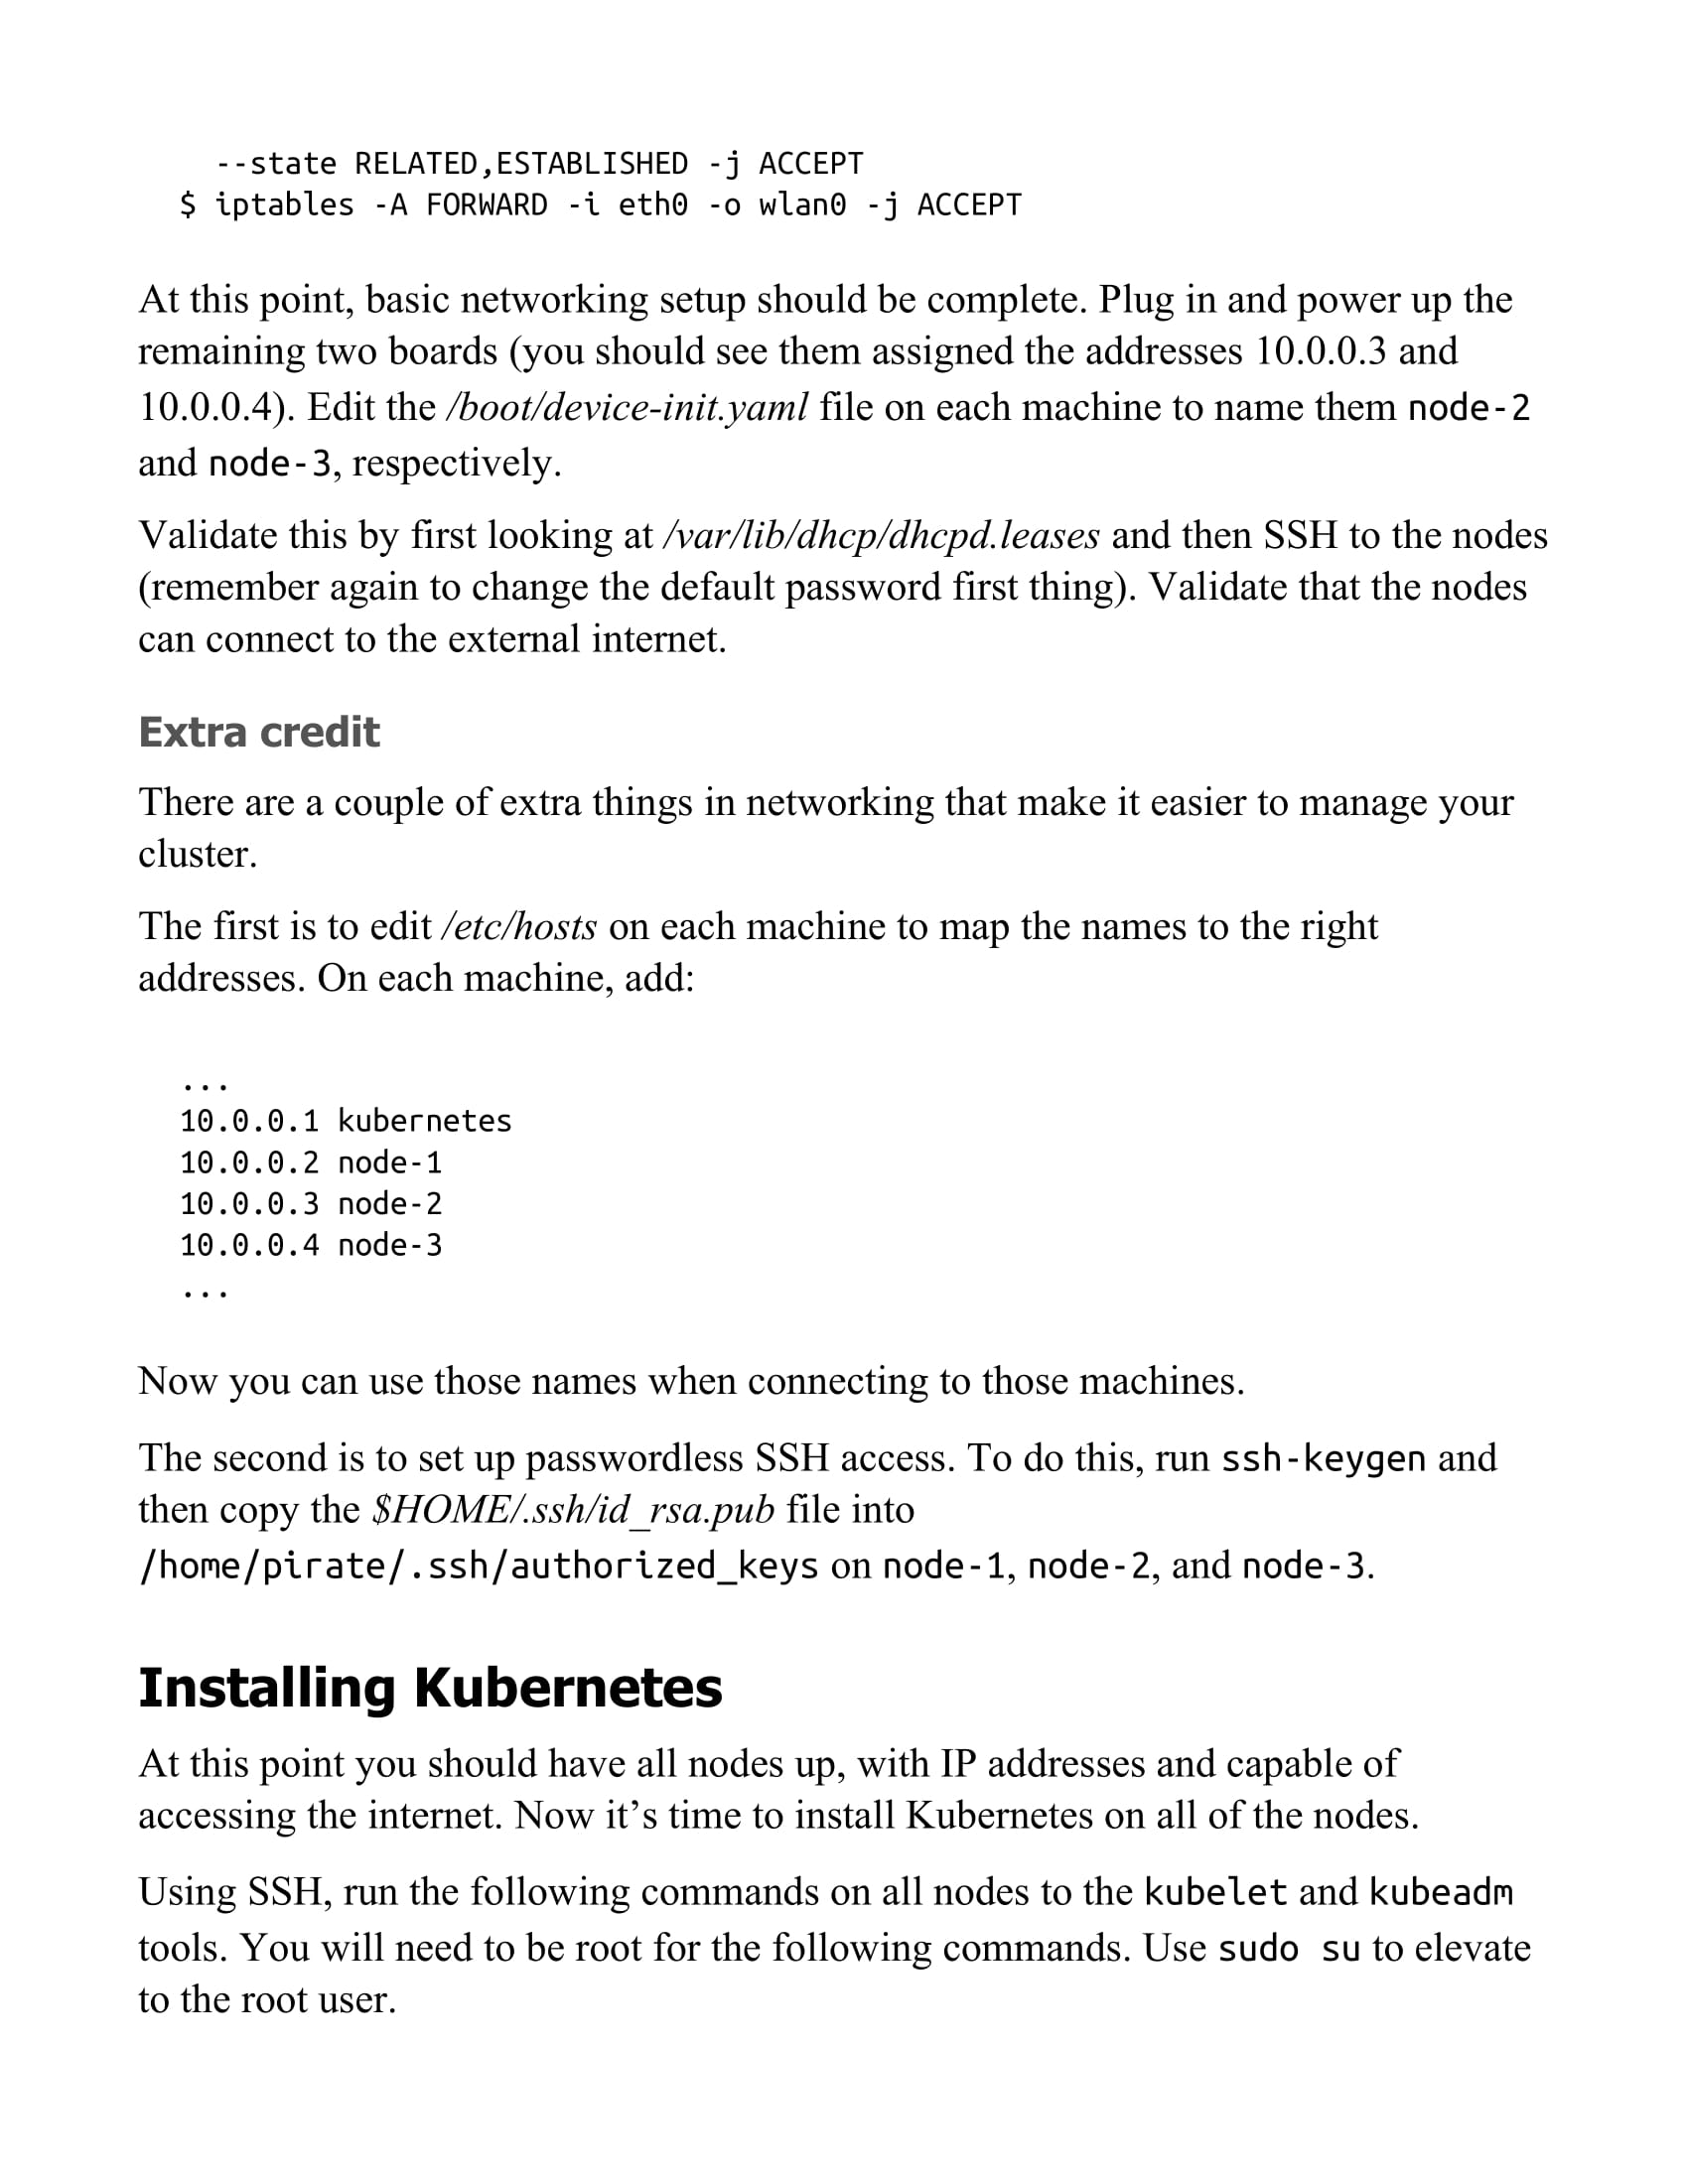 --state RELATED,ESTABLISHED -j ACCEPT
$ iptables -A FORWARD -i eth0 -o wlan0 -j ACCEPT
At this point, basic networking setup should be complete. Plug in and power up the
remaining two boards (you should see them assigned the addresses 10.0.0.3 and
10.0.0.4). Edit the /boot/device-init.yaml file on each machine to name them node-2
and node-3, respectively.
Validate this by first looking at /var/lib/dhcp/dhcpd.leases and then SSH to the nodes
(remember again to change the default password first thing). Validate that the nodes
can connect to the external internet.
Extra credit
There are a couple of extra things in networking that make it easier to manage your
cluster.
The first is to edit /etc/hosts on each machine to map the names to the right
addresses. On each machine, add:
...
10.0.0.1 kubernetes
10.0.0.2 node-1
10.0.0.3 node-2
10.0.0.4 node-3
...
Now you can use those names when connecting to those machines.
The second is to set up passwordless SSH access. To do this, run ssh-keygen and
then copy the $HOME/.ssh/id_rsa.pub file into
/home/pirate/.ssh/authorized_keys on node-1, node-2, and node-3.
Installing Kubernetes
At this point you should have all nodes up, with IP addresses and capable of
accessing the internet. Now it’s time to install Kubernetes on all of the nodes.
Using SSH, run the following commands on all nodes to the kubelet and kubeadm
tools. You will need to be root for the following commands. Use sudo su to elevate
to the root user.